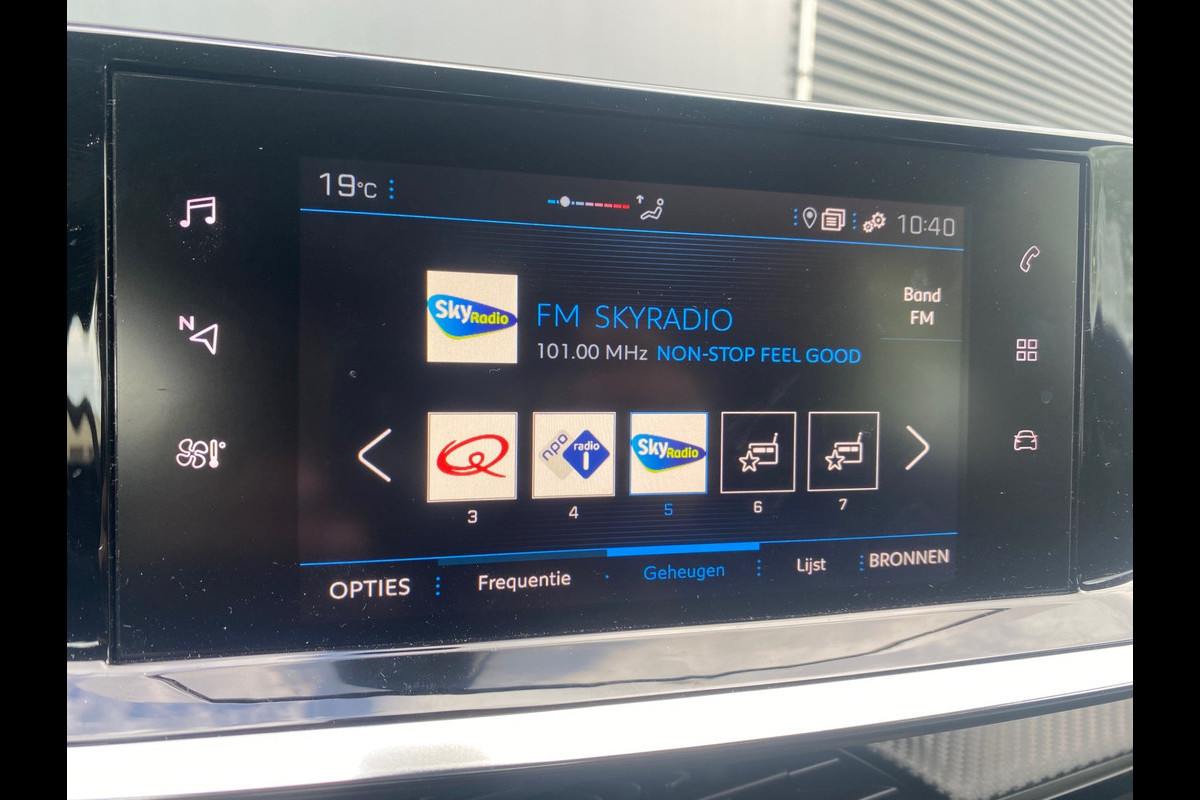 19°C
10:40
N
Sky Radio
FM SKYRADIO
101.00 MHz NON-STOP FEEL GOOD
Band
FM
Q
npo radio 1
Sky Radio
3
4
5
6
7
OPTIES
Frequentie
Geheugen
Lijst
BRONNEN